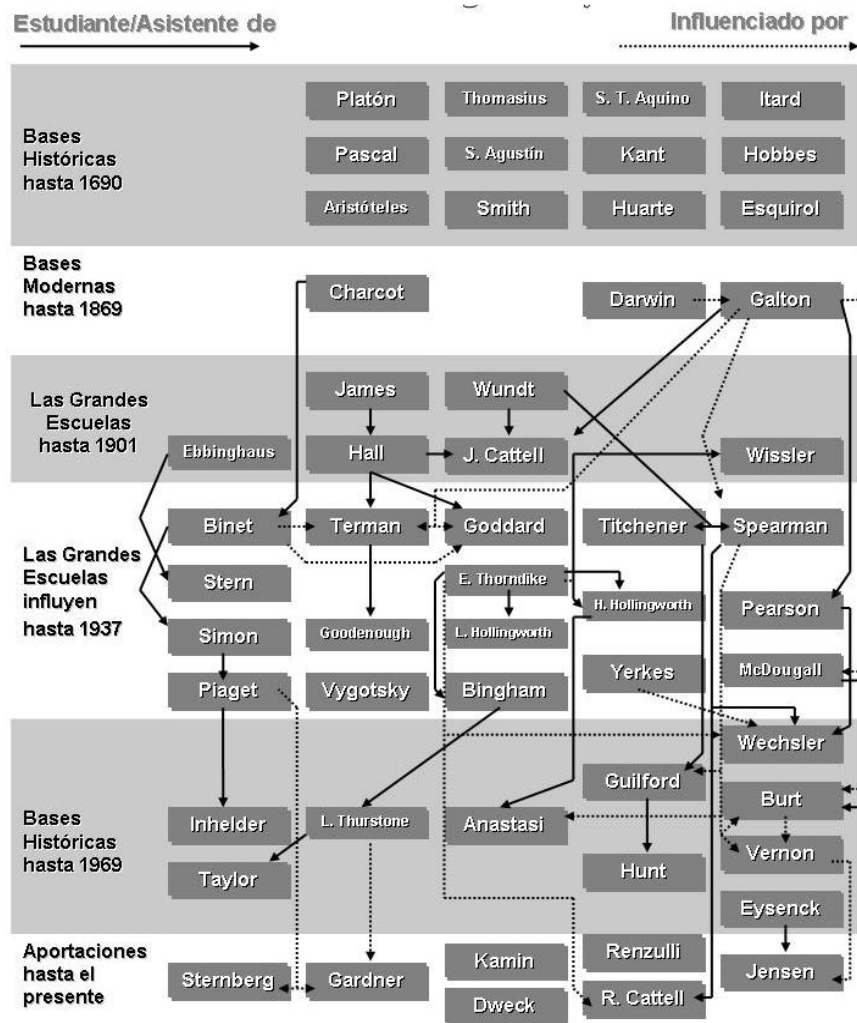 Estudiante/Asistente de
Influenciado por
Bases
Históricas
hasta 1690
Platón
Thomasius
S. T. Aquino
Itard
Pascal
S. Agustín
Kant
Hobbes
Aristóteles
Smith
Huarte
Esquirol
Bases
Modernas
hasta 1869
Charcot
Darwin
Galton
Las Grandes
Escuelas
hasta 1901
James
Wundt
Ebbinghaus
Hall
J. Cattell
Wissler
Las Grandes
Escuelas
influyen
hasta 1937
Binet
Terman
Goddard
Titchener
Spearman
Stern
E. Thorndike
H. Hollingworth
Pearson
Simon
Goodenough
L. Hollingworth
McDougall
Piaget
Vygotsky
Bingham
Yerkes
Bases
Históricas
hasta 1969
Wechsler
Guilford
Burt
Inhelder
L. Thurstone
Anastasi
Vernon
Taylor
Hunt
Eysenck
Aportaciones
hasta el
presente
Sternberg
Gardner
Kamin
Renzulli
Jensen
Dweck
R. Cattell